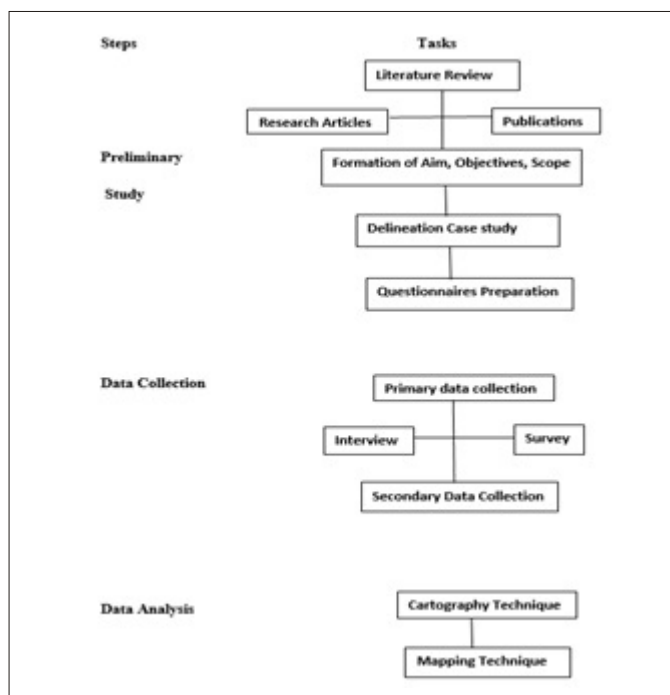 Steps Tasks
Literature Review
Research Articles Publications
Preliminary Formation of Aim, Objectives, Scope
Study
Delineation Case study
Questionnaires Preparation
Data Collection Primary data collection
Interview Survey
Secondary Data Collection
Data Analysis Cartography Technique
Mapping Technique